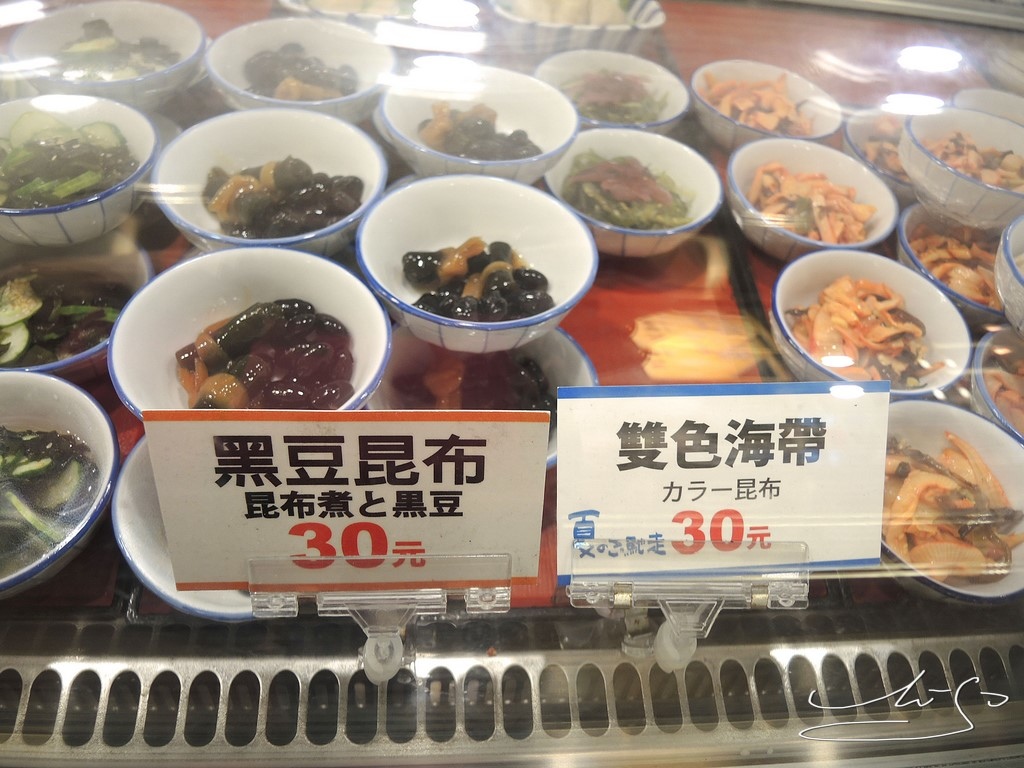 黑豆昆布
昆布煮と黒豆
30元
雙色海帶
カラー昆布
夏のご馳走
30元